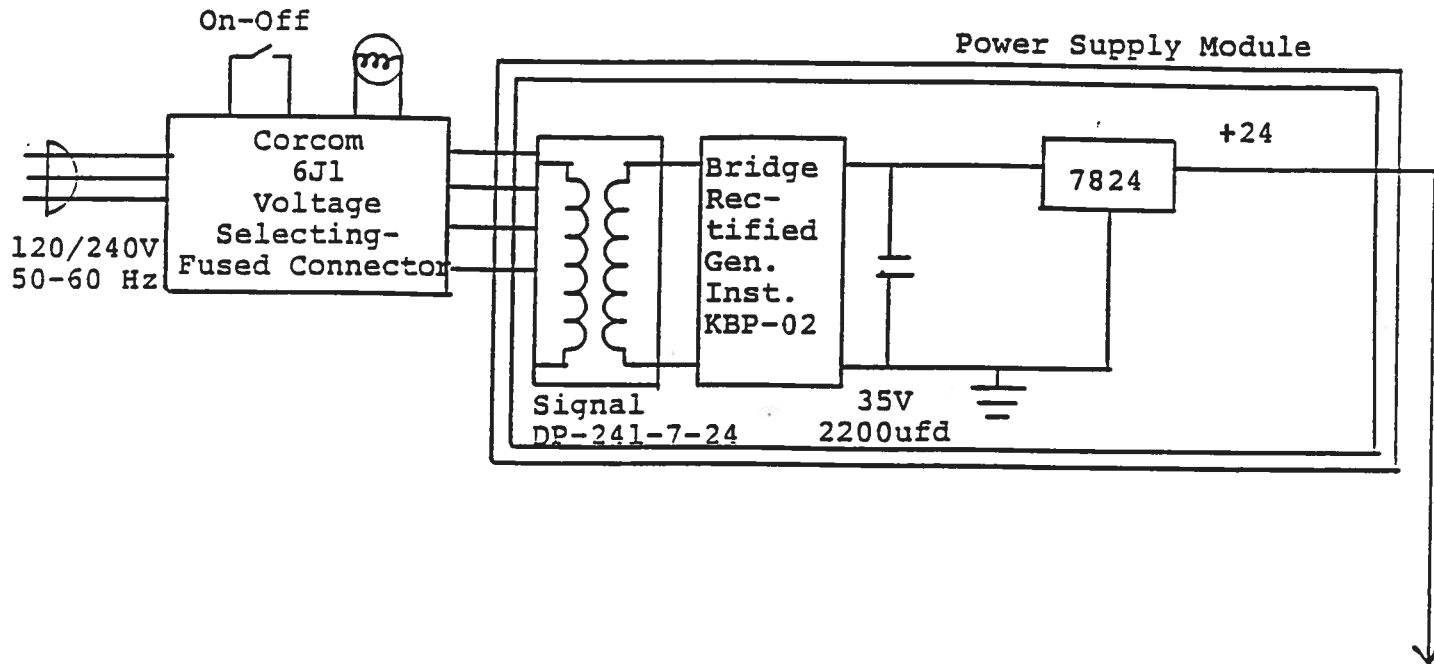 On-Off
Power Supply Module
Corcom
6J1
Voltage
Selecting-
Fused Connector
120/240V
50-60 Hz
Bridge
Rec-
tified
Gen.
Inst.
KBP-02
7824
+24
Signal
DP-241-7-24
35V
2200ufd